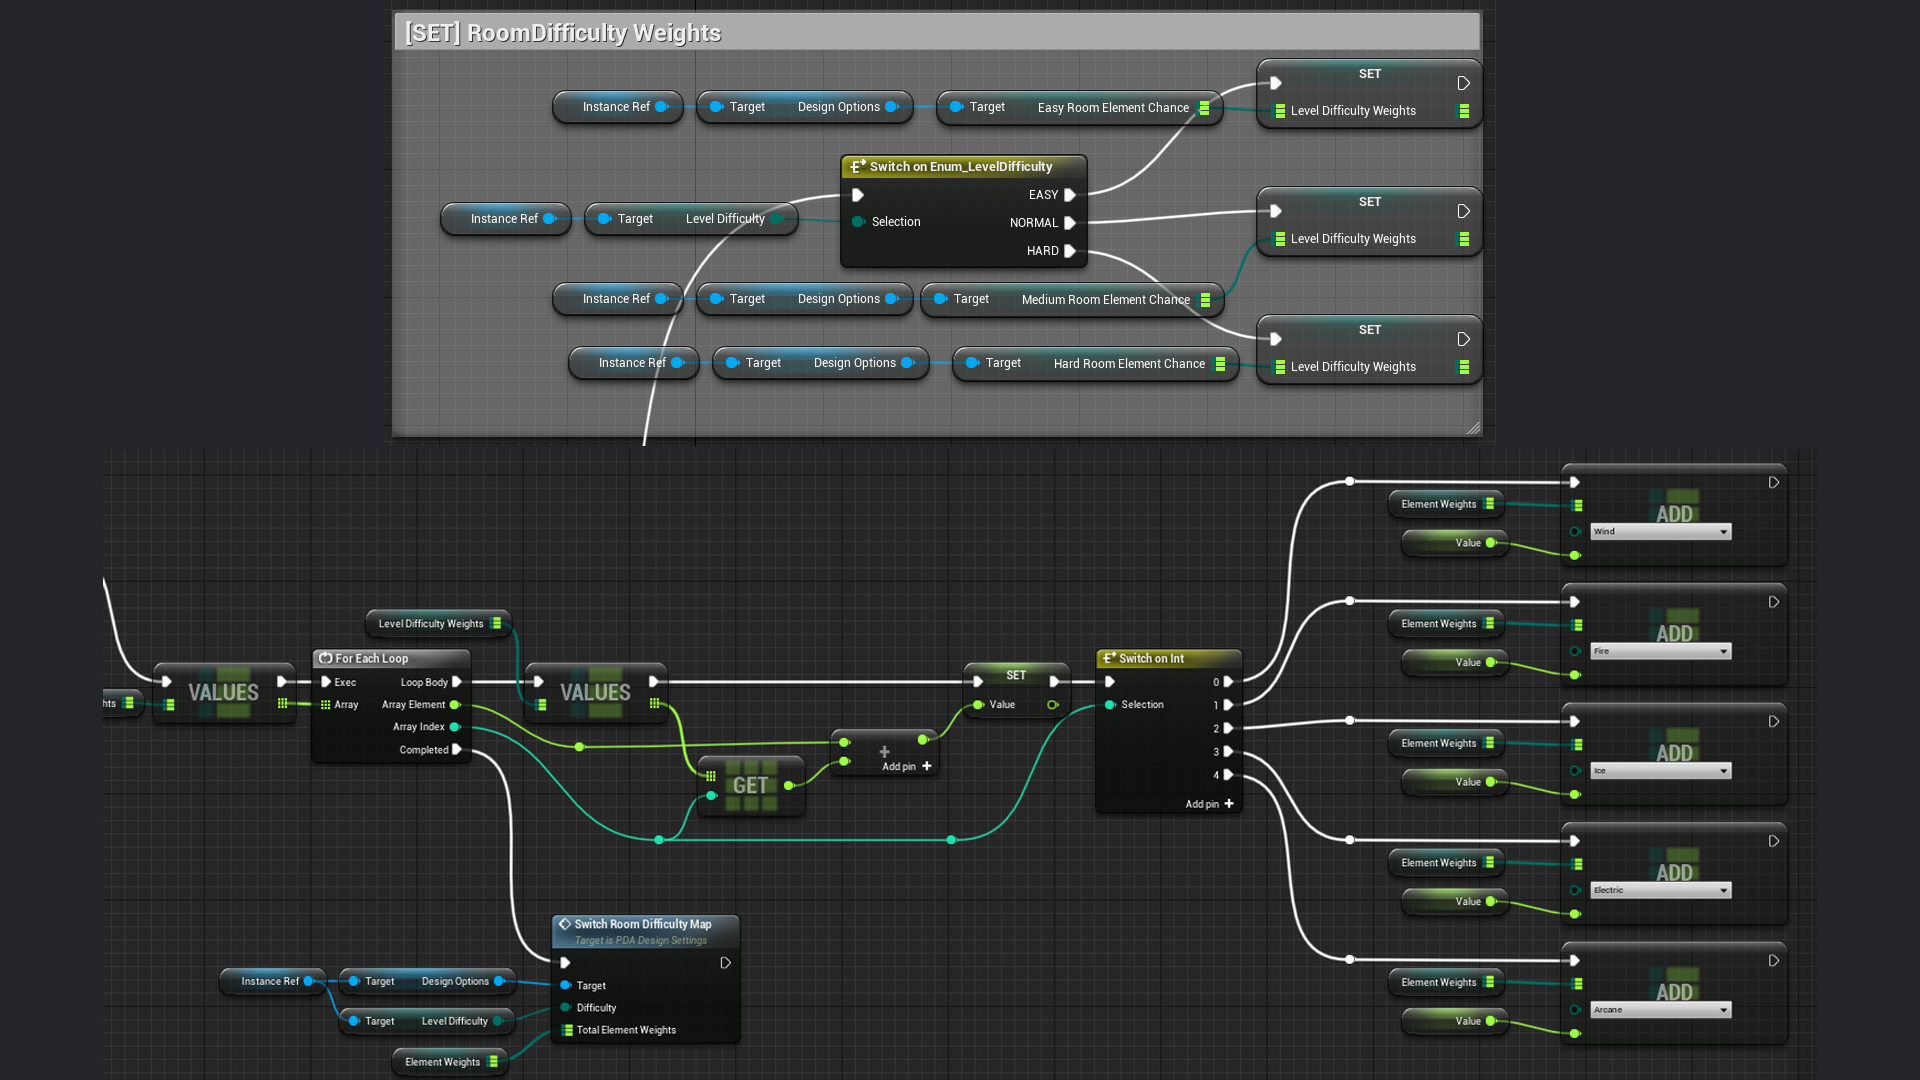 [SET] RoomDifficulty Weights
SET
Instance Ref Target Design Options Target Easy Room Element Chance Level Difficulty Weights
Switch on Enum_LevelDifficulty
EASY
SET
Instance Ref Target Level Difficulty Selection NORMAL Level Difficulty Weights
HARD
Instance Ref Target Design Options Target Medium Room Element Chance
SET
Instance Ref Target Design Options Target Hard Room Element Chance Level Difficulty Weights
Element Weights ADD
Wind
Value
Level Difficulty Weights
Element Weights ADD
Fire
Value
For Each Loop
Switch on Int
SET
VALUES Exec Loop Body VALUES 0
hts Array Array Element Value Selection 1
Array Index 2
Completed 3
+ 4
Add pin +
GET
Add pin +
Element Weights ADD
Ice
Value
Element Weights ADD
Electric
Value
Switch Room Difficulty Map
Target is PDA Design Settings
Instance Ref Target Design Options Target
Difficulty
Target Level Difficulty Total Element Weights
Element Weights
Element Weights ADD
Arcane
Value